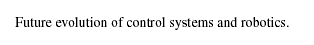 Future evolution of control systems and robotics.